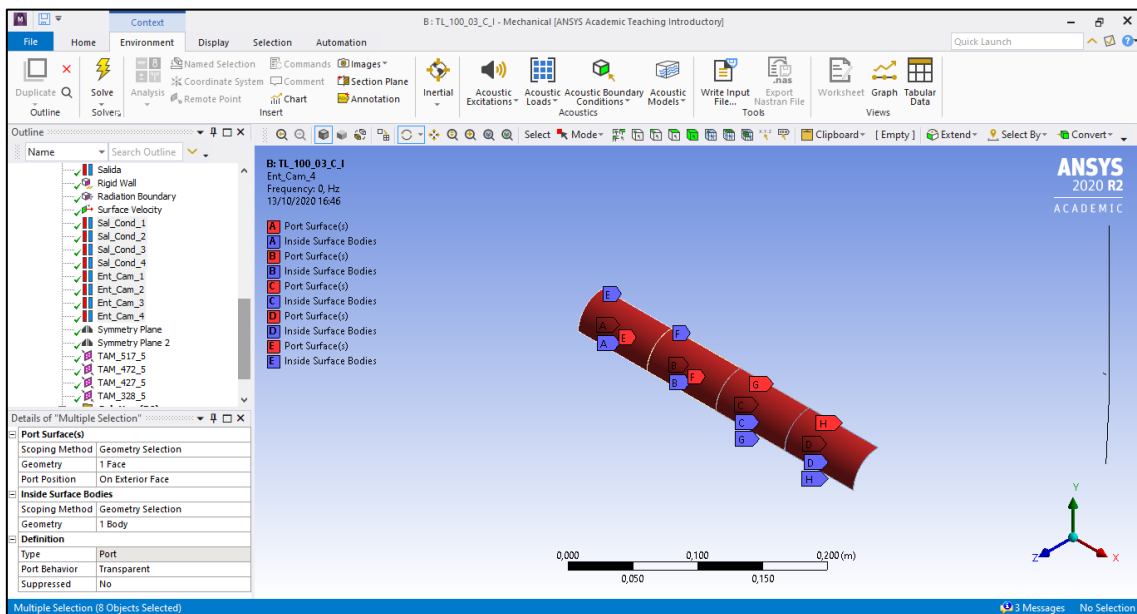 Context
B : TL_100_03_C_I - Mechanical [ANSYS Academic Teaching Introductory]
File Home Environment Display Selection Automation
Quick Launch
Duplicate
Outline
Solve
Solver
Analysis
Named Selection
Coordinate System
Remote Point
Commands
Comment
Chart
Images
Section Plane
Annotation
Insert
Inertial
Acoustic Excitations
Acoustic Loads
Acoustic Boundary Conditions
Acoustic Models
Acoustics
Write Input File...
.nas
Export Nastran File
Tools
Worksheet
Graph
Tabular Data
Views
Outline
Name
Search Outline
Select Mode
Clipboard [ Empty ] Extend Select By Convert
Salida
Rigid Wall
Radiation Boundary
Surface Velocity
Sal_Cond_1
Sal_Cond_2
Sal_Cond_3
Sal_Cond_4
Ent_Cam_1
Ent_Cam_2
Ent_Cam_3
Ent_Cam_4
Symmetry Plane
Symmetry Plane 2
TAM_517_5
TAM_472_5
TAM_427_5
TAM_328_5
Details of "Multiple Selection"
Port Surface(s)
Scoping Method Geometry Selection
Geometry 1 Face
Port Position On Exterior Face
Inside Surface Bodies
Scoping Method Geometry Selection
Geometry 1 Body
Definition
Type Port
Port Behavior Transparent
Suppressed No
B: TL_100_03_C_I
Ent_Cam_4
Frequency: 0, Hz
13/10/2020 16:46
A Port Surface(s)
A Inside Surface Bodies
B Port Surface(s)
B Inside Surface Bodies
C Port Surface(s)
C Inside Surface Bodies
D Port Surface(s)
D Inside Surface Bodies
E Port Surface(s)
E Inside Surface Bodies
ANSYS
2020 R2
ACADEMIC
E
A
E
A
F
B
F
B
G
C
C
G
H
D
D
H
0,000 0,100 0,200 (m)
0,050 0,150
Y
Z X
Multiple Selection (8 Objects Selected)
3 Messages No Selection